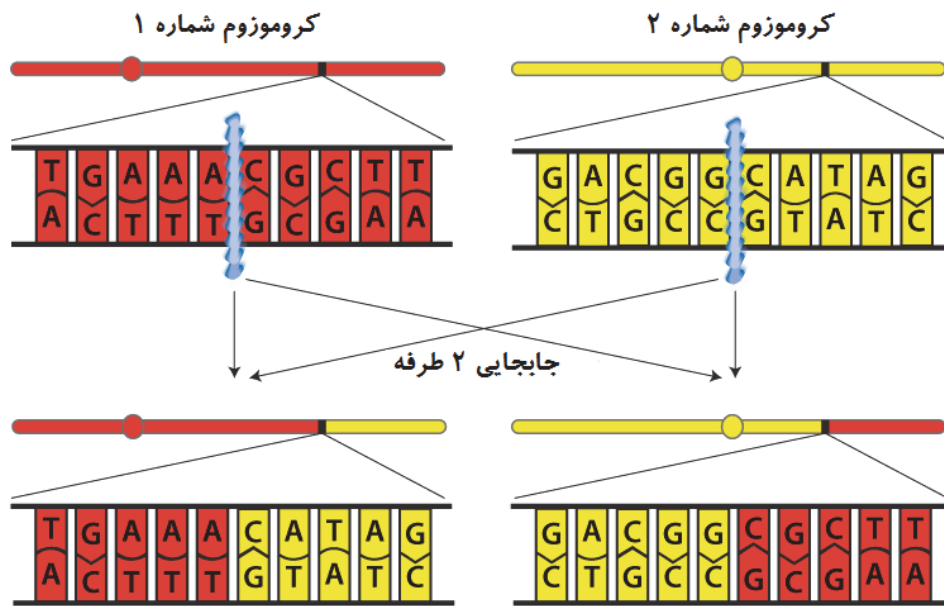 کروموزوم شماره ۱
کروموزوم شماره ۲
T G A A A C G C T T
A C T T T G C G A A
G A C G G C A T A G
C T G C C G T A T C
جابجایی ۲ طرفه
T G A A A C A T A G
A C T T T G T A T C
G A C G G C G C T T
C T G C C G C G A A